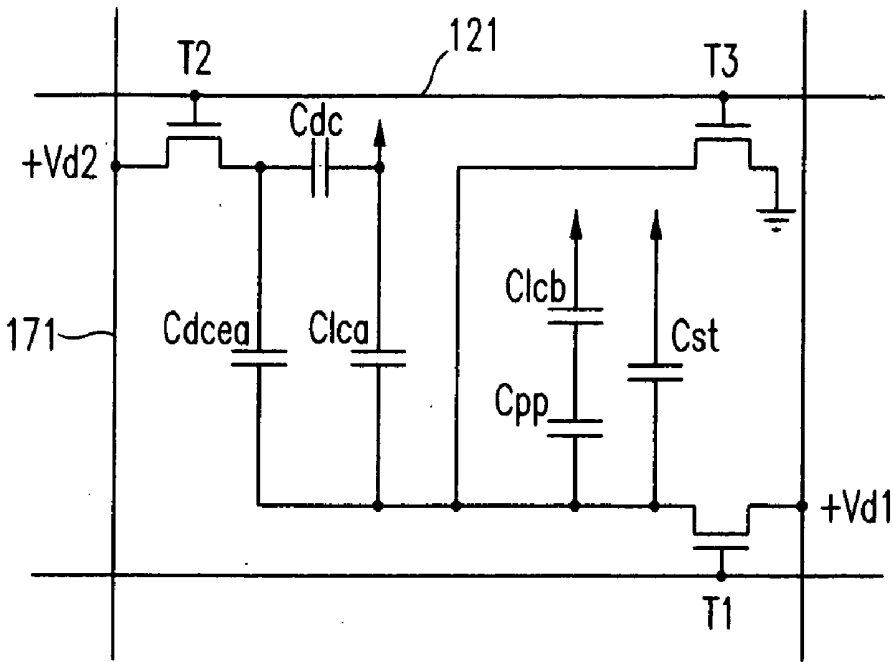 121
T2
T3
Cdc
+Vd2
Clcb
171
Cdcea
Clca
Cst
Cpp
+Vd1
T1